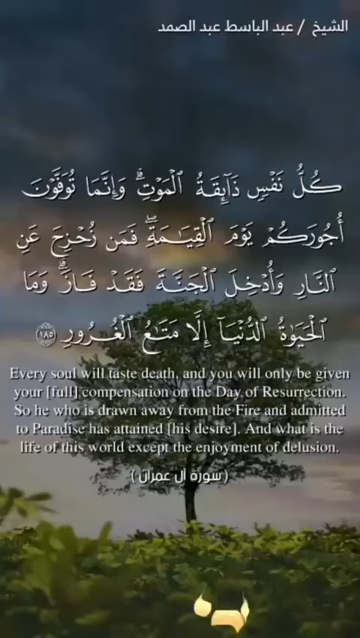 الشيخ / عبد الباسط عبد الصمد
كُلُّ نَفْسٍ ذَآئِقَةُ ٱلْمَوْتِۗ وَإِنَّمَا تُوَفَّوْنَ
أُجُورَكُمْ يَوْمَ ٱلْقِيَـٰمَةِۖ فَمَن زُحْزِحَ عَنِ
ٱلنَّارِ وَأُدْخِلَ ٱلْجَنَّةَ فَقَدْ فَازَۗ وَمَا
ٱلْحَيَوٰةُ ٱلدُّنْيَآ إِلَّا مَتَـٰعُ ٱلْغُرُورِ ١٨٥
Every soul will taste death, and you will only be given
your [full] compensation on the Day of Resurrection.
So he who is drawn away from the Fire and admitted
to Paradise has attained [his desire]. And what is the
life of this world except the enjoyment of delusion.
( سورة آل عمران )